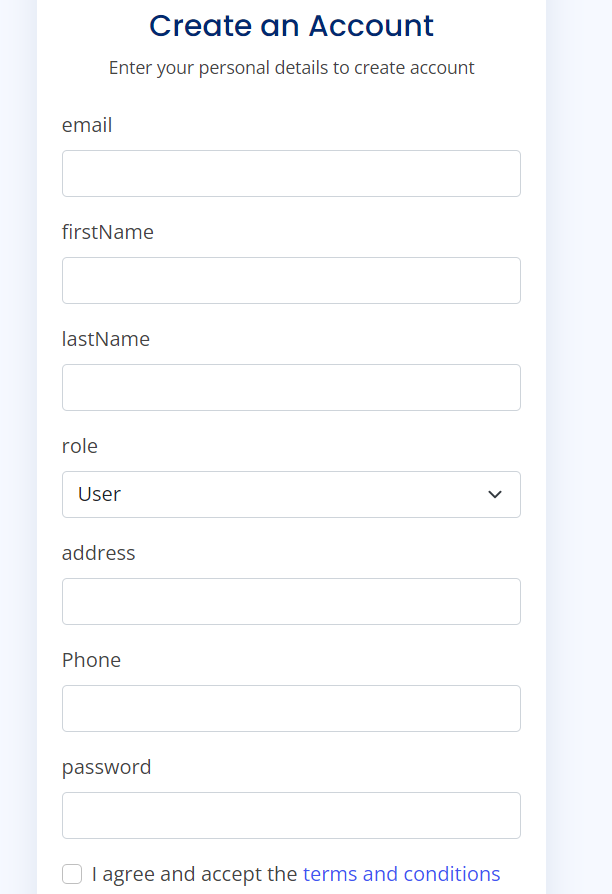 Create an Account
Enter your personal details to create account
email
firstName
lastName
role
User
address
Phone
password
I agree and accept the terms and conditions